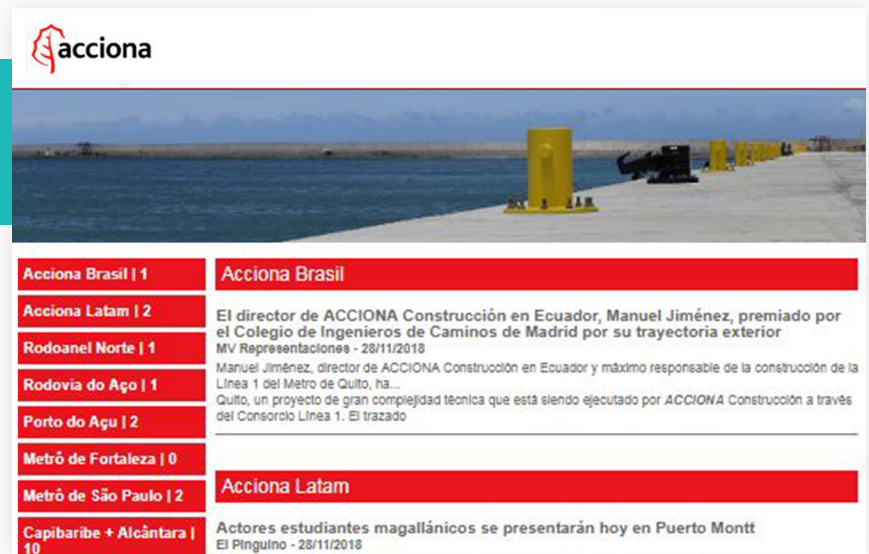 acciona
Acciona Brasil | 1
Acciona Latam | 2
Rodoanel Norte | 1
Rodovia do Aço | 1
Porto do Açu | 2
Metrô de Fortaleza | 0
Metrô de São Paulo | 2
Capibaribe + Alcântara |
10
Acciona Brasil
El director de ACCIONA Construcción en Ecuador, Manuel Jiménez, premiado por
el Colegio de Ingenieros de Caminos de Madrid por su trayectoria exterior
MV Representaciones - 28/11/2018
Manuel Jiménez, director de ACCIONA Construcción en Ecuador y máximo responsable de la construcción de la
Línea 1 del Metro de Quito, ha...
Quito, un proyecto de gran complejidad técnica que está siendo ejecutado por ACCIONA Construcción a través
del Consorcio Línea 1. El trazado
Acciona Latam
Actores estudiantes magallánicos se presentarán hoy en Puerto Montt
El Pinguino - 28/11/2018